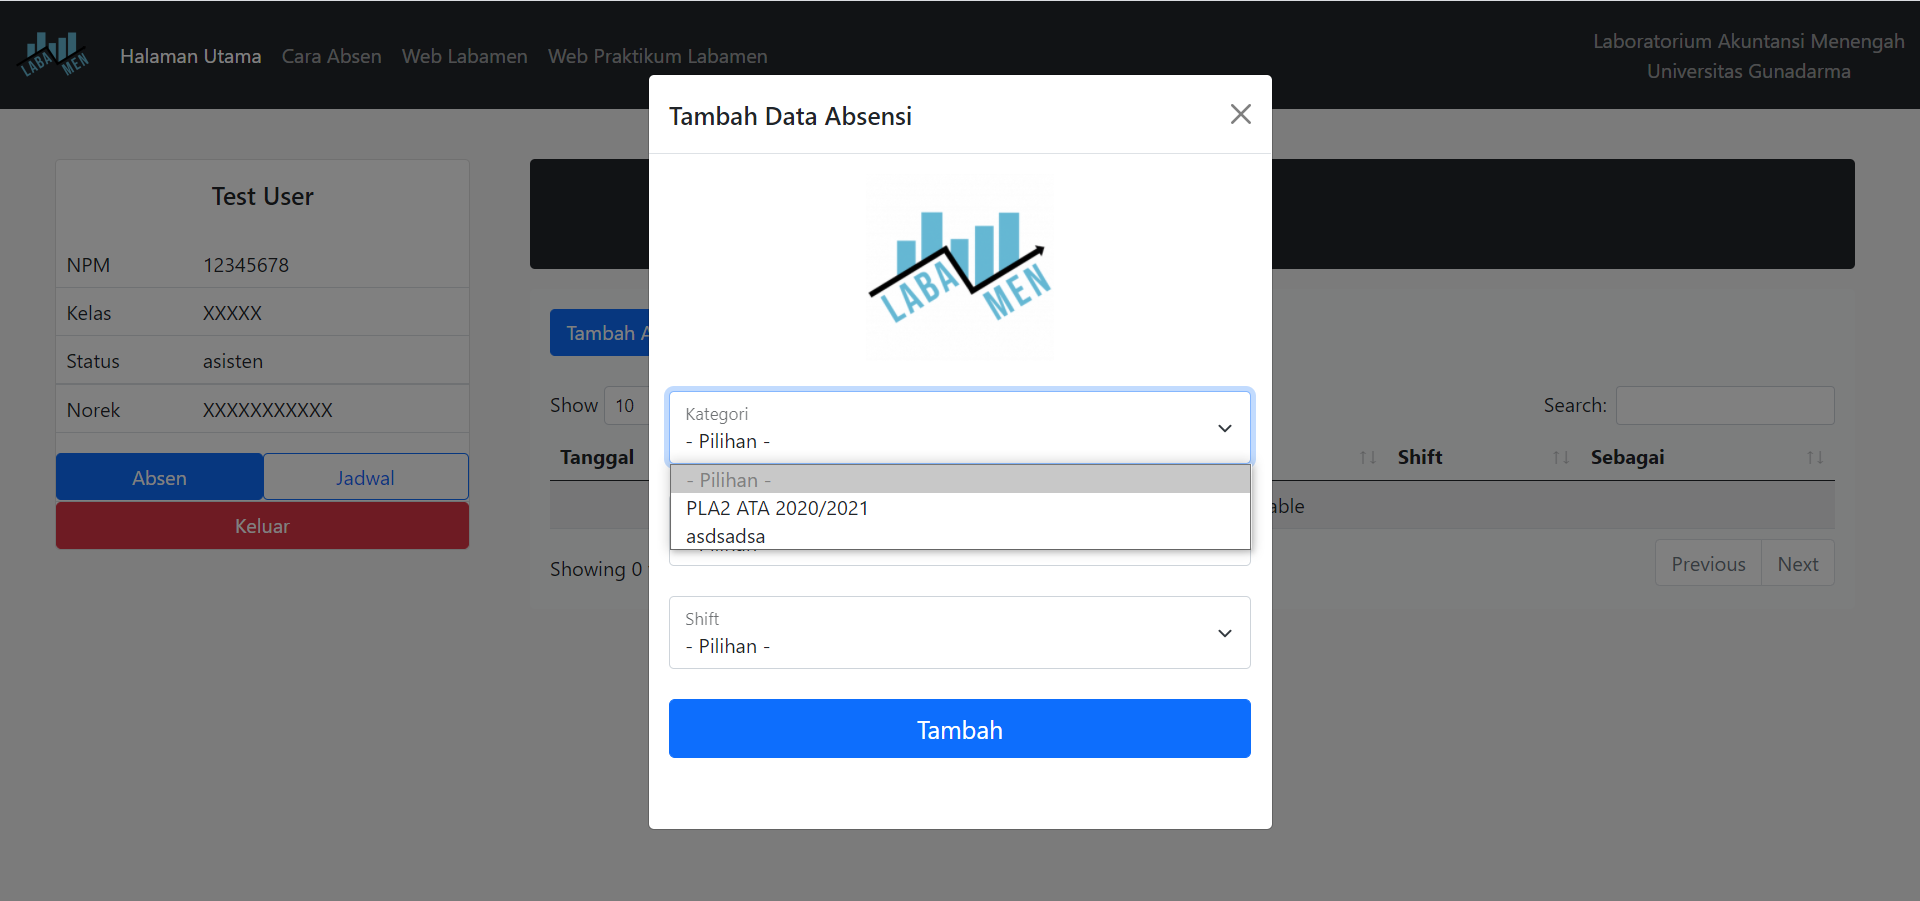 LABA MEN
Halaman Utama Cara Absen Web Labamen Web Praktikum Labamen
Laboratorium Akuntansi Menengah
Universitas Gunadarma
Test User
NPM 12345678
Kelas XXXXX
Status asisten
Norek XXXXXXXXXXX
Absen Jadwal
Keluar
Tambah A
Show 10
Search:
Tanggal Shift Sebagai
able
Showing 0
Previous Next
Tambah Data Absensi
LABA MEN
Kategori
- Pilihan -
- Pilihan -
PLA2 ATA 2020/2021
asdsadsa
Shift
- Pilihan -
Tambah